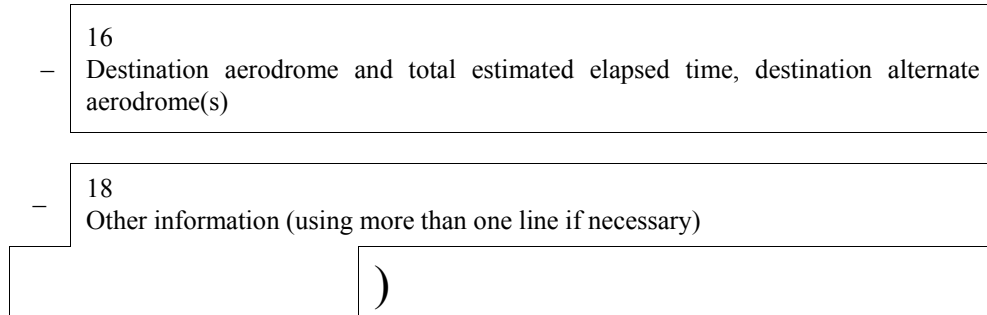 16
– Destination aerodrome and total estimated elapsed time, destination alternate
aerodrome(s)
18
– Other information (using more than one line if necessary)
)